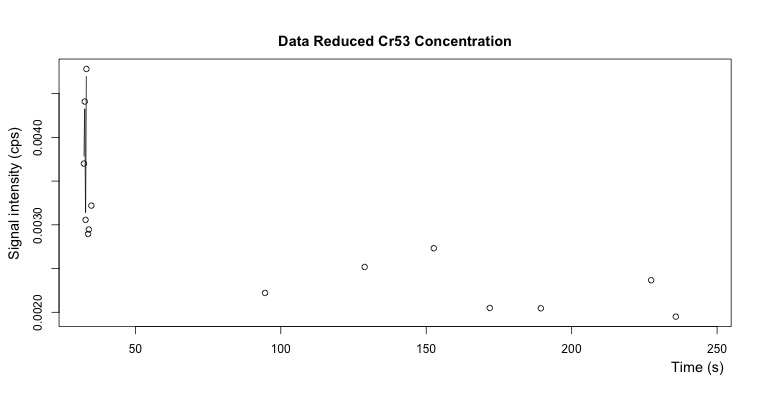 Data Reduced Cr53 Concentration
Signal intensity (cps)
0.0040
0.0030
0.0020
50 100 150 200 250
Time (s)